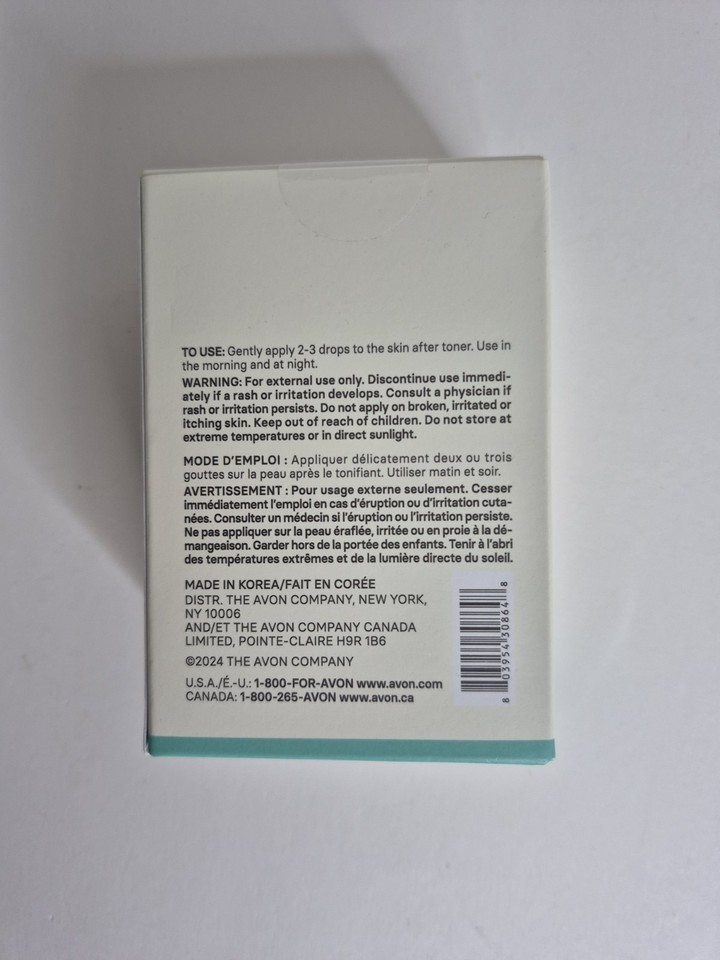 TO USE: Gently apply 2-3 drops to the skin after toner. Use in
the morning and at night.
WARNING: For external use only. Discontinue use immedi-
ately if a rash or irritation develops. Consult a physician if
rash or irritation persists. Do not apply on broken, irritated or
itching skin. Keep out of reach of children. Do not store at
extreme temperatures or in direct sunlight.
MODE D'EMPLOI : Appliquer délicatement deux ou trois
gouttes sur la peau après le tonifiant. Utiliser matin et soir.
AVERTISSEMENT : Pour usage externe seulement. Cesser
immédiatement l'emploi en cas d'éruption ou d'irritation cuta-
nées. Consulter un médecin si l'éruption ou l'irritation persiste.
Ne pas appliquer sur la peau éraflée, irritée ou en proie à la dé-
mangeaison. Garder hors de la portée des enfants. Tenir à l'abri
des températures extrêmes et de la lumière directe du soleil.
MADE IN KOREA/FAIT EN CORÉE
DISTR. THE AVON COMPANY, NEW YORK,
NY 10006
AND/ET THE AVON COMPANY CANADA
LIMITED, POINTE-CLAIRE H9R 1B6
©2024 THE AVON COMPANY
U.S.A./É.-U.: 1-800-FOR-AVON www.avon.com
CANADA: 1-800-265-AVON www.avon.ca
8 03954 30864 8